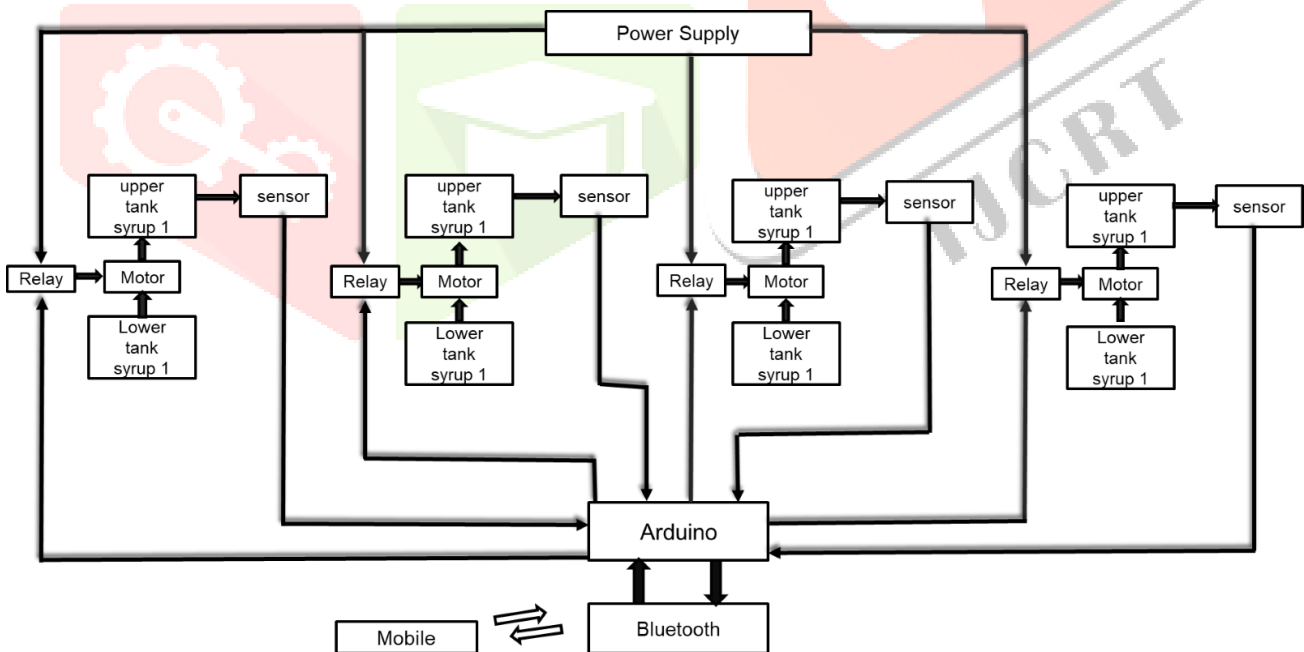 Power Supply
IJCRT
upper
tank
syrup 1
sensor
Relay
Motor
Lower
tank
syrup 1
upper
tank
syrup 1
sensor
Relay
Motor
Lower
tank
syrup 1
upper
tank
syrup 1
sensor
Relay
Motor
Lower
tank
syrup 1
upper
tank
syrup 1
sensor
Relay
Motor
Lower
tank
syrup 1
Arduino
Bluetooth
Mobile